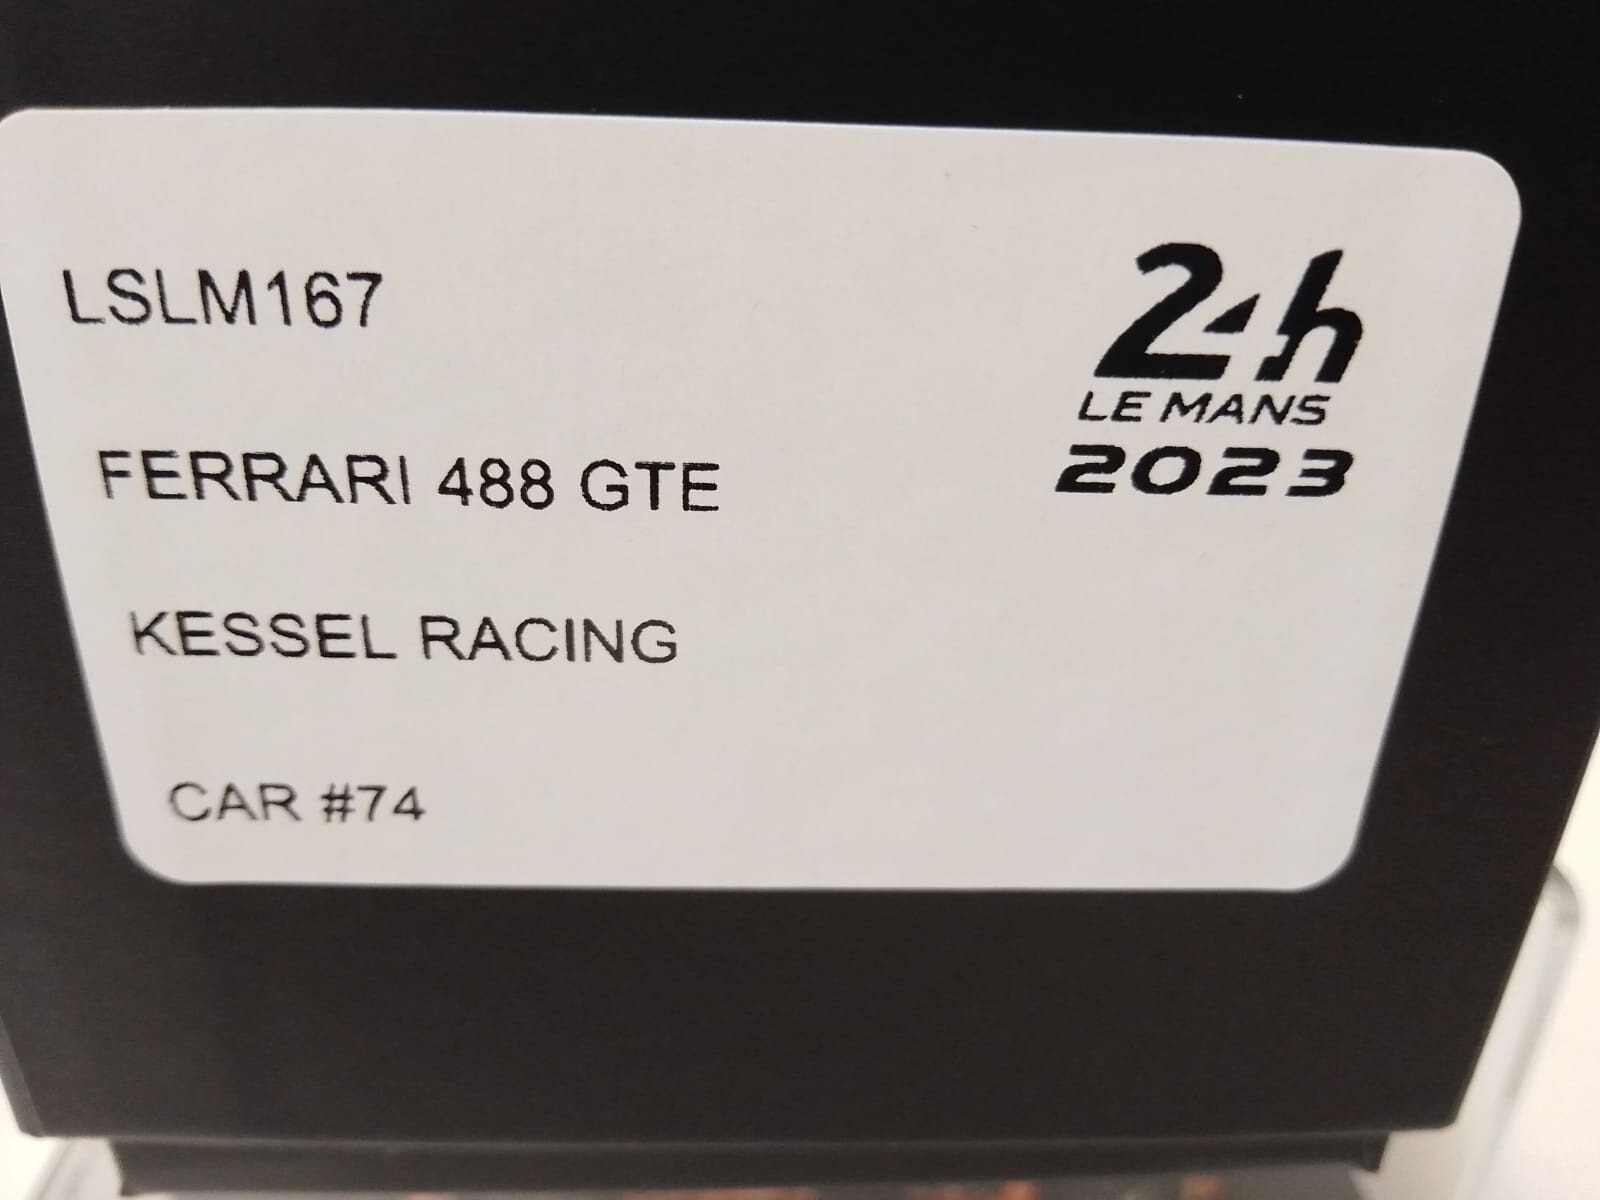 LSLM167
24h
LE MANS
2023
FERRARI 488 GTE
KESSEL RACING
CAR #74